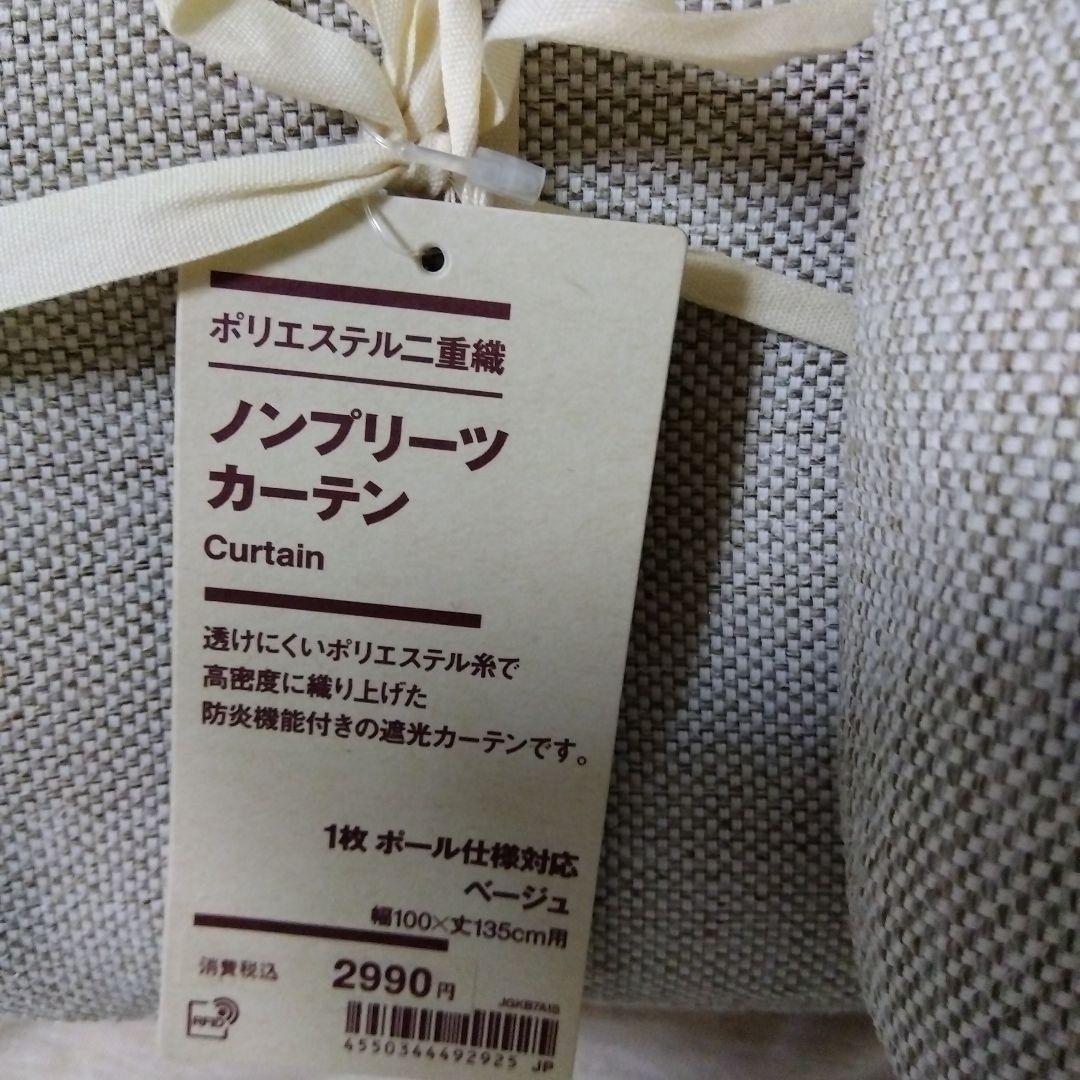 ポリエステル二重織
ノンプリーツ
カーテン
Curtain
透けにくいポリエステル糸で
高密度に織り上げた
防炎機能付きの遮光カーテンです。
1枚 ポール仕様対応
ベージュ
幅100×丈135cm用
消費税込 2990円
RFID
4550344492925 JP